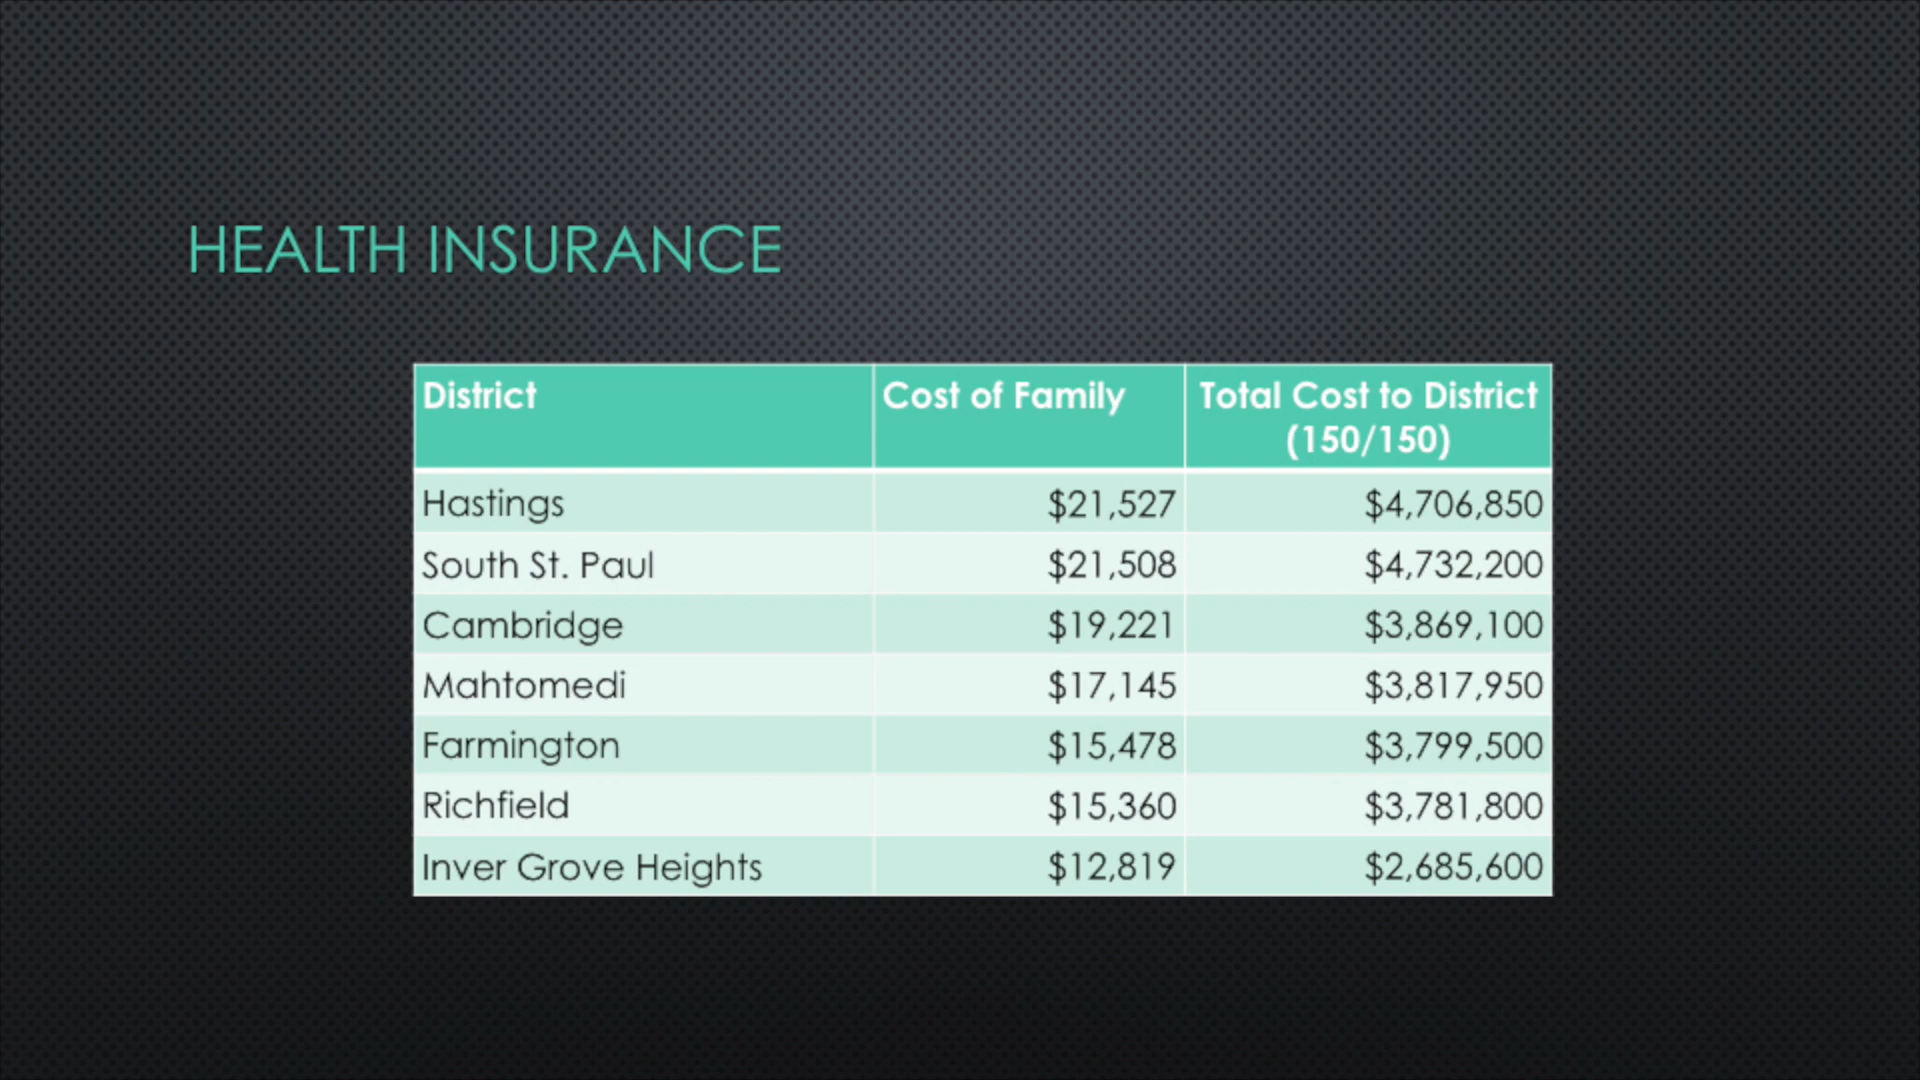 HEALTH INSURANCE
District Cost of Family Total Cost to District
(150/150)
Hastings $21,527 $4,706,850
South St. Paul $21,508 $4,732,200
Cambridge $19,221 $3,869,100
Mahtomedi $17,145 $3,817,950
Farmington $15,478 $3,799,500
Richfield $15,360 $3,781,800
Inver Grove Heights $12,819 $2,685,600